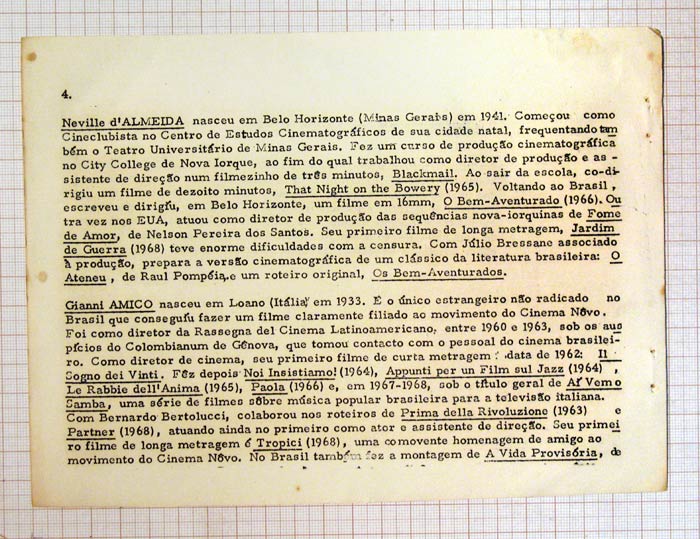 4.
Neville d'ALMEIDA nasceu em Belo Horizonte (Minas Gerais) em 1941. Começou como
Cineclubista no Centro de Estudos Cinematográficos de sua cidade natal, frequentando tam
bém o Teatro Universitário de Minas Gerais. Fez um curso de produção cinematográfica
no City College de Nova Iorque, ao fim do qual trabalhou como diretor de produção e as -
sistente de direção num filmezinho de três minutos, Blackmail. Ao sair da escola, co-di-
rigiu um filme de dezoito minutos, That Night on the Bowery (1965). Voltando ao Brasil,
escreveu e dirigiu, em Belo Horizonte, um filme em 16mm, O Bem-Aventurado (1966). Ou
tra vez nos EUA, atuou como diretor de produção das sequências nova-iorquinas de Fome
de Amor, de Nelson Pereira dos Santos. Seu primeiro filme de longa metragem, Jardim
de Guerra (1968) teve enorme dificuldades com a censura. Com Júlio Bressane associado
à produção, prepara a versão cinematográfica de um clássico da literatura brasileira: O
Ateneu, de Raul Pompéia, e um roteiro original, Os Bem-Aventurados.
Gianni AMICO nasceu em Loano (Itália) em 1933. É o único estrangeiro não radicado no
Brasil que conseguiu fazer um filme claramente filiado ao movimento do Cinema Nôvo.
Foi como diretor da Rassegna del Cinema Latinoamericano, entre 1960 e 1963, sob os aus
pícios do Colombianum de Gênova, que tomou contacto com o pessoal do cinema brasilei-
ro. Como diretor de cinema, seu primeiro filme de curta metragem data de 1962: Il
Sogno dei Vinti. Fêz depois Noi Insistiamo! (1964), Appunti per un Film sul Jazz (1964),
Le Rabbie dell'Anima (1965), Paola (1966) e, em 1967-1968, sob o título geral de Aí Vem o
Samba, uma série de filmes sôbre música popular brasileira para a televisão italiana.
Com Bernardo Bertolucci, colaborou nos roteiros de Prima della Rivoluzione (1963) e
Partner (1968), atuando ainda no primeiro como ator e assistente de direção. Seu primei
ro filme de longa metragem é Tropici (1968), uma comovente homenagem de amigo ao
movimento do Cinema Nôvo. No Brasil também fez a montagem de A Vida Provisória, de